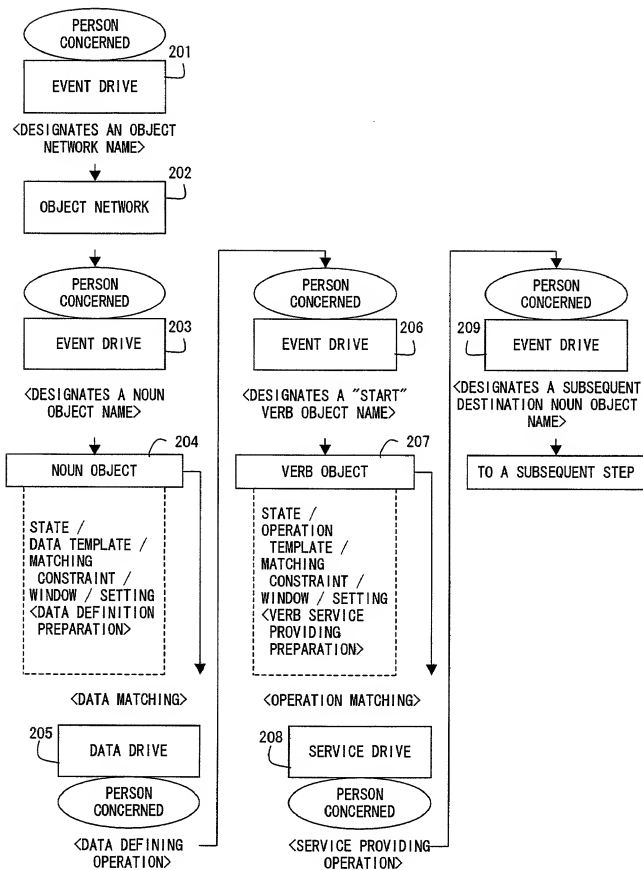 PERSON
CONCERNED
201
EVENT DRIVE
<DESIGNATES AN OBJECT
NETWORK NAME>
202
OBJECT NETWORK
PERSON
CONCERNED
203
EVENT DRIVE
<DESIGNATES A NOUN
OBJECT NAME>
204
NOUN OBJECT
STATE /
DATA TEMPLATE /
MATCHING
CONSTRAINT /
WINDOW / SETTING
<DATA DEFINITION
PREPARATION>
<DATA MATCHING>
205
DATA DRIVE
PERSON
CONCERNED
<DATA DEFINING
OPERATION>
PERSON
CONCERNED
206
EVENT DRIVE
<DESIGNATES A "START"
VERB OBJECT NAME>
207
VERB OBJECT
STATE /
OPERATION
TEMPLATE /
MATCHING
CONSTRAINT /
WINDOW / SETTING
<VERB SERVICE
PROVIDING
PREPARATION>
<OPERATION MATCHING>
208
SERVICE DRIVE
PERSON
CONCERNED
<SERVICE PROVIDING
OPERATION>
PERSON
CONCERNED
209
EVENT DRIVE
<DESIGNATES A SUBSEQUENT
DESTINATION NOUN OBJECT
NAME>
TO A SUBSEQUENT STEP